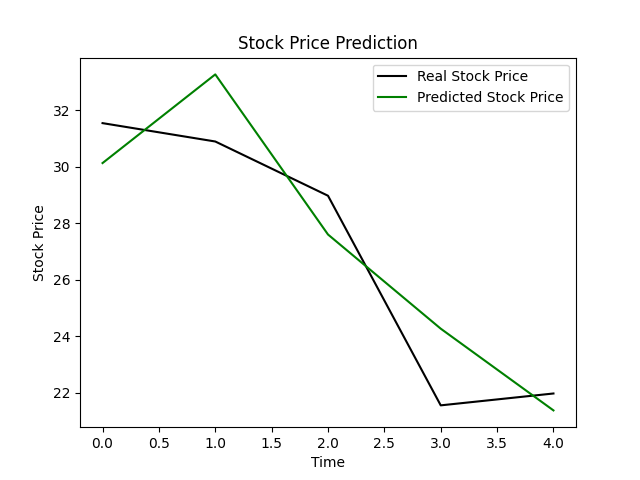 Stock Price Prediction
Real Stock Price
Predicted Stock Price
Stock Price
32
30
28
26
24
22
0.0 0.5 1.0 1.5 2.0 2.5 3.0 3.5 4.0
Time